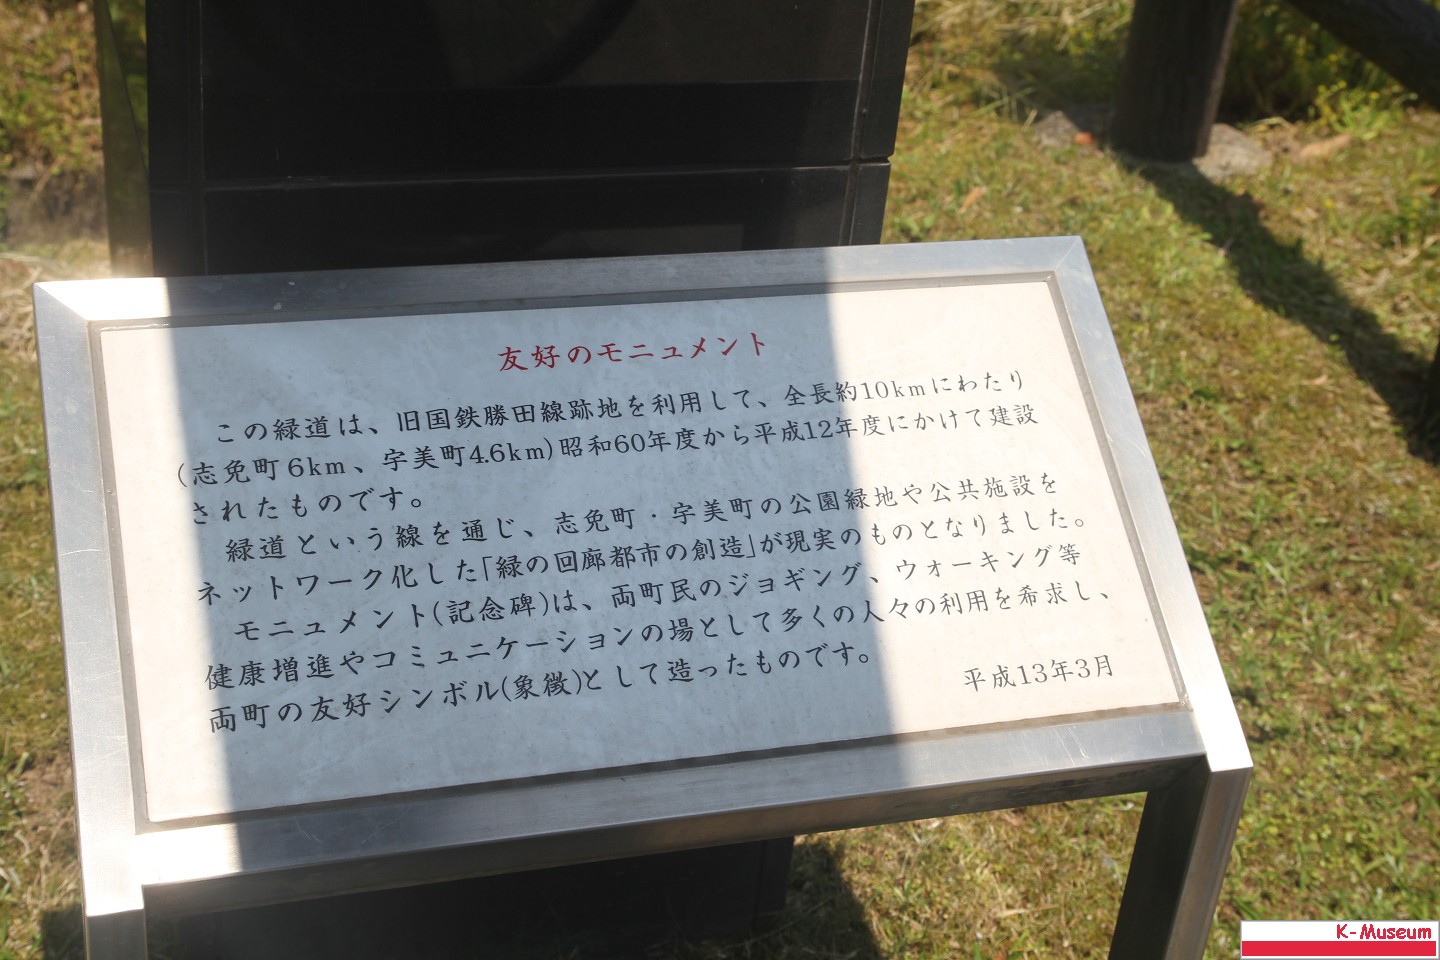 友好のモニュメント
この緑道は、旧国鉄勝田線跡地を利用して、全長約10kmにわたり
(志免町6km、宇美町4.6km)昭和60年度から平成12年度にかけて建設
されたものです。
緑道という線を通じ、志免町・宇美町の公園緑地や公共施設を
ネットワーク化した「緑の回廊都市の創造」が現実のものとなりました。
モニュメント(記念碑)は、両町民のジョギング、ウォーキング等
健康増進やコミュニケーションの場として多くの人々の利用を希求し、
両町の友好シンボル(象徴)として造ったものです。
平成13年3月
K-Museum